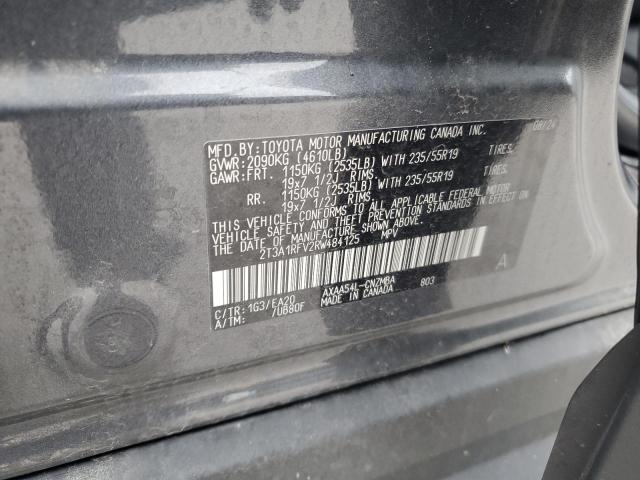 MFD. BY: TOYOTA MOTOR MANUFACTURING CANADA INC. 08/24
GVWR: 2090KG (4610LB)
GAWR: FRT. 1150KG (2535LB) WITH 235/55R19 TIRES.
19x7 1/2J RIMS.
RR. 1150KG (2535LB) WITH 235/55R19 TIRES.
19x7 1/2J RIMS.
THIS VEHICLE CONFORMS TO ALL APPLICABLE FEDERAL MOTOR
VEHICLE SAFETY AND THEFT PREVENTION STANDARDS IN EFFECT ON
THE DATE OF MANUFACTURE SHOWN ABOVE.
2T3A1RFV2RW484125 MPV
A
C/TR: 1G3/EA20 AXAA54L-CNZMBA 803
A/TM: /UB80F MADE IN CANADA